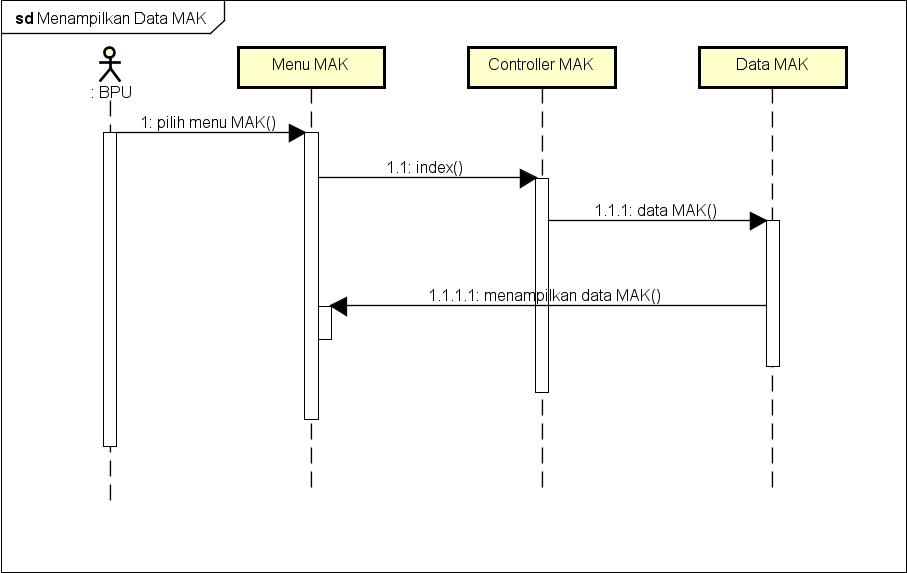 sd Menampilkan Data MAK
: BPU
Menu MAK
Controller MAK
Data MAK
1: pilih menu MAK()
1.1: index()
1.1.1: data MAK()
1.1.1.1: menampilkan data MAK()